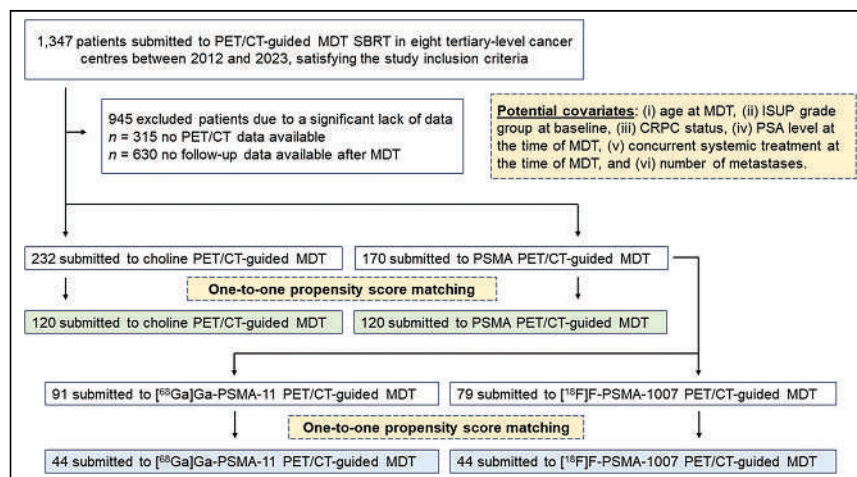 1,347 patients submitted to PET/CT-guided MDT SBRT in eight tertiary-level cancer
centres between 2012 and 2023, satisfying the study inclusion criteria
945 excluded patients due to a significant lack of data
n = 315 no PET/CT data available
n = 630 no follow-up data available after MDT
Potential covariates: (i) age at MDT, (ii) ISUP grade
group at baseline, (iii) CRPC status, (iv) PSA level at
the time of MDT, (v) concurrent systemic treatment at
the time of MDT, and (vi) number of metastases.
232 submitted to choline PET/CT-guided MDT
170 submitted to PSMA PET/CT-guided MDT
One-to-one propensity score matching
120 submitted to choline PET/CT-guided MDT
120 submitted to PSMA PET/CT-guided MDT
91 submitted to [⁶⁸Ga]Ga-PSMA-11 PET/CT-guided MDT
79 submitted to [¹⁸F]F-PSMA-1007 PET/CT-guided MDT
One-to-one propensity score matching
44 submitted to [⁶⁸Ga]Ga-PSMA-11 PET/CT-guided MDT
44 submitted to [¹⁸F]F-PSMA-1007 PET/CT-guided MDT